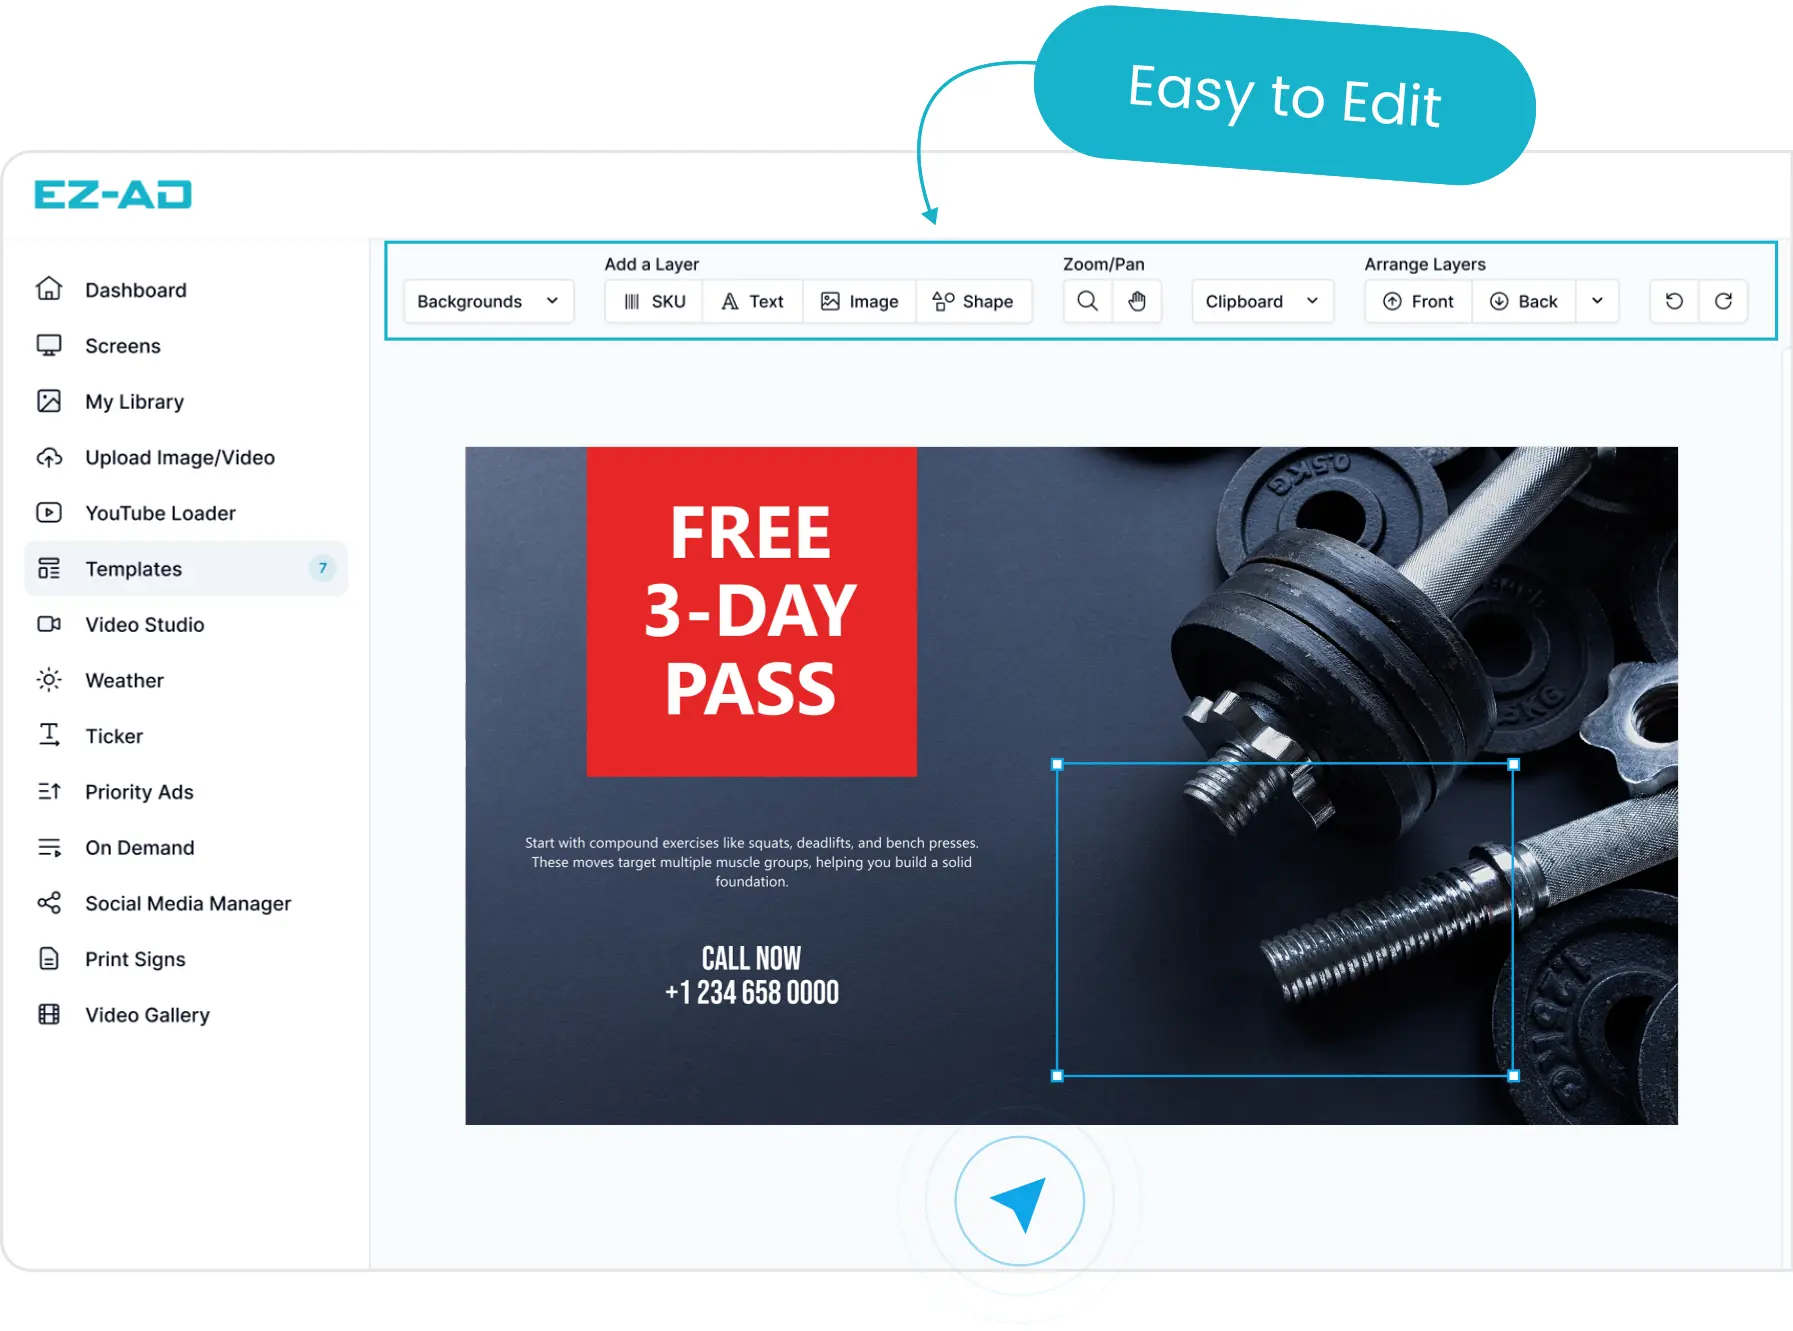 Easy to Edit
EZ-AD
Dashboard
Screens
My Library
Upload Image/Video
YouTube Loader
Templates 7
Video Studio
Weather
Ticker
Priority Ads
On Demand
Social Media Manager
Print Signs
Video Gallery
Add a Layer Zoom/Pan Arrange Layers
Backgrounds SKU Text Image Shape Clipboard Front Back
FREE
3-DAY
PASS
Start with compound exercises like squats, deadlifts, and bench presses.
These moves target multiple muscle groups, helping you build a solid
foundation.
CALL NOW
+1 234 658 0000
0.5KG